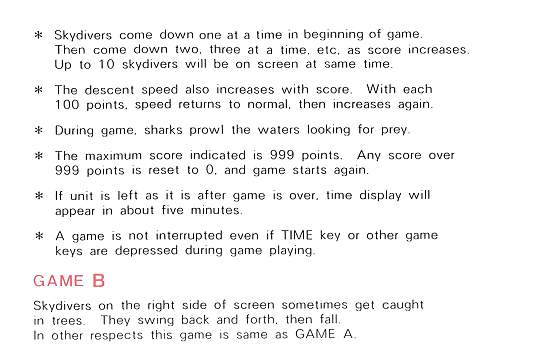 * Skydivers come down one at a time in beginning of game.
Then come down two, three at a time, etc, as score increases.
Up to 10 skydivers will be on screen at same time.
* The descent speed also increases with score. With each
100 points, speed returns to normal, then increases again.
* During game, sharks prowl the waters looking for prey.
* The maximum score indicated is 999 points. Any score over
999 points is reset to 0, and game starts again.
* If unit is left as it is after game is over, time display will
appear in about five minutes.
* A game is not interrupted even if TIME key or other game
keys are depressed during game playing.
GAME B
Skydivers on the right side of screen sometimes get caught
in trees. They swing back and forth, then fall.
In other respects this game is same as GAME A.